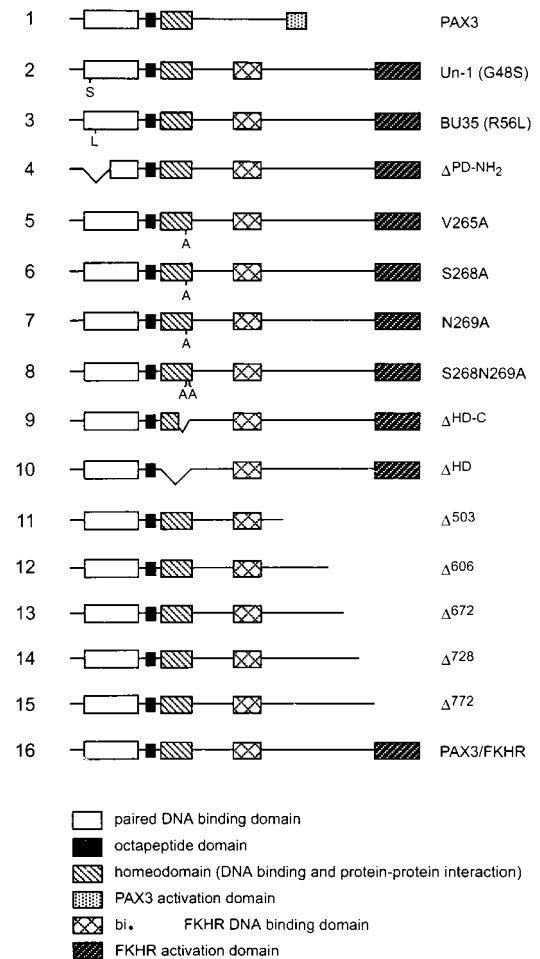 1 PAX3
2 Un-1 (G48S)
S
3 BU35 (R56L)
L
4 ΔPD-NH2
5 V265A
A
6 S268A
A
7 N269A
A
8 S268N269A
AA
9 ΔHD-C
10 ΔHD
11 Δ503
12 Δ606
13 Δ672
14 Δ728
15 Δ772
16 PAX3/FKHR
paired DNA binding domain
octapeptide domain
homeodomain (DNA binding and protein-protein interaction)
PAX3 activation domain
FKHR DNA binding domain
FKHR activation domain